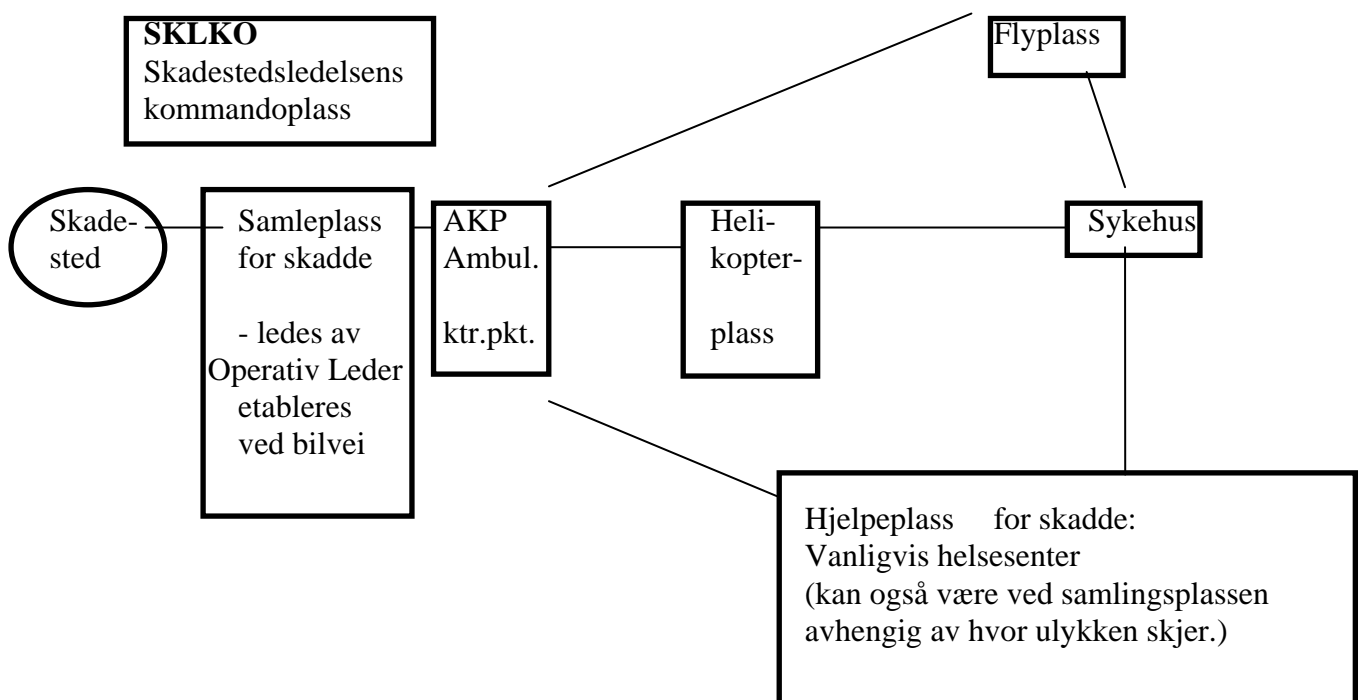 SKLKO
Skadestedsledelsens
kommandoplass
Flyplass
Skade-
sted
Samleplass
for skadde
- ledes av
Operativ Leder
etableres
ved bilvei
AKP
Ambul.
ktr.pkt.
Heli-
kopter-
plass
Sykehus
Hjelpeplass for skadde:
Vanligvis helsesenter
(kan også være ved samlingsplassen
avhengig av hvor ulykken skjer.)